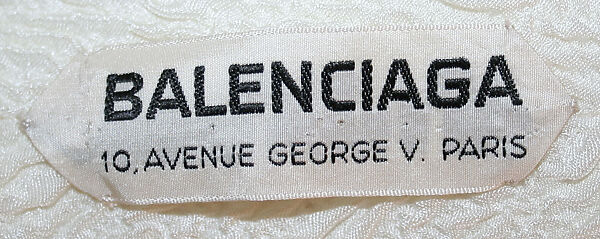 BALENCIAGA
10, AVENUE GEORGE V. PARIS